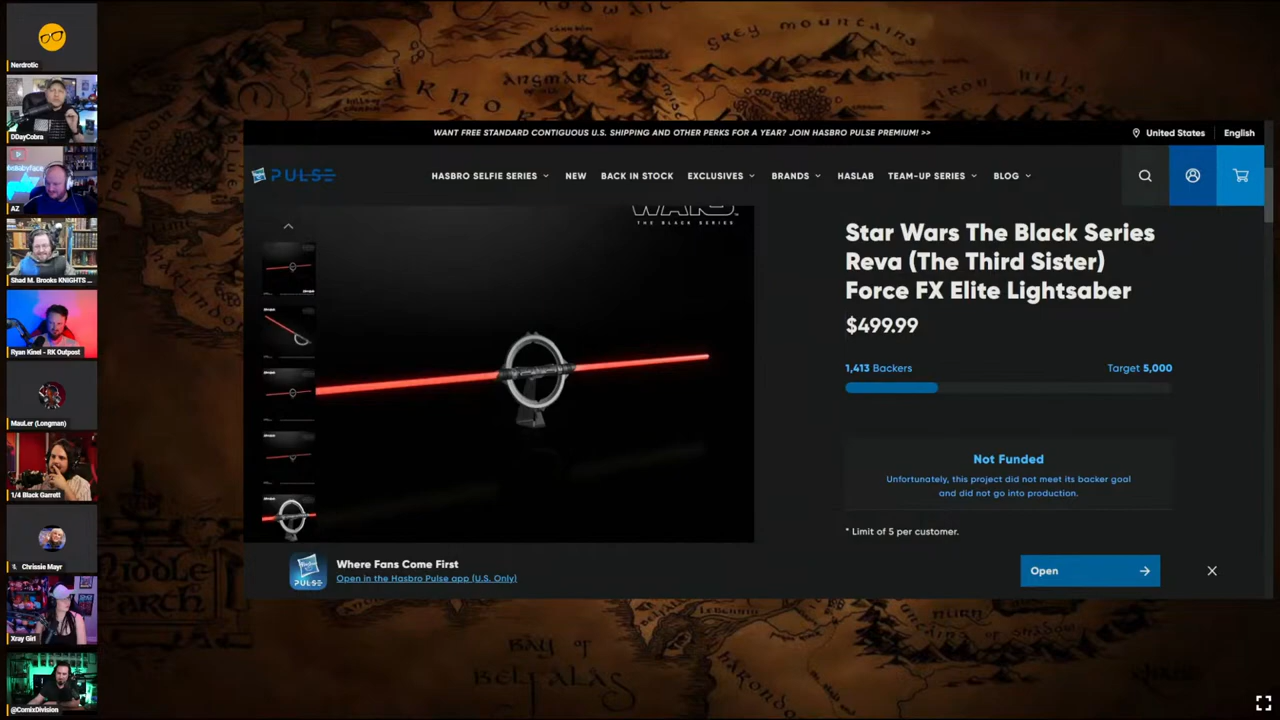 Nerdrotic
DDayCobra
AZ
Shad M. Brooks KNIGHTS ...
Ryan Kinel - RK Outpost
MauLer (Longman)
1/4 Black Garrett
Chrissie Mayr
Xray Girl
@ComixDivision
GREY MOUNTAINS
ANGMAR
WANT FREE STANDARD CONTIGUOUS U.S. SHIPPING AND OTHER PERKS FOR A YEAR? JOIN HASBRO PULSE PREMIUM! >>
United States
English
PULSE
HASBRO SELFIE SERIES
NEW
BACK IN STOCK
EXCLUSIVES
BRANDS
HASLAB
TEAM-UP SERIES
BLOG
WARS
THE BLACK SERIES
Star Wars The Black Series
Reva (The Third Sister)
Force FX Elite Lightsaber
$499.99
1,413 Backers
Target 5,000
Not Funded
Unfortunately, this project did not meet its backer goal
and did not go into production.
* Limit of 5 per customer.
PULSE
Where Fans Come First
Open in the Hasbro Pulse app (U.S. Only)
Open
BAY OF
BELFALAS